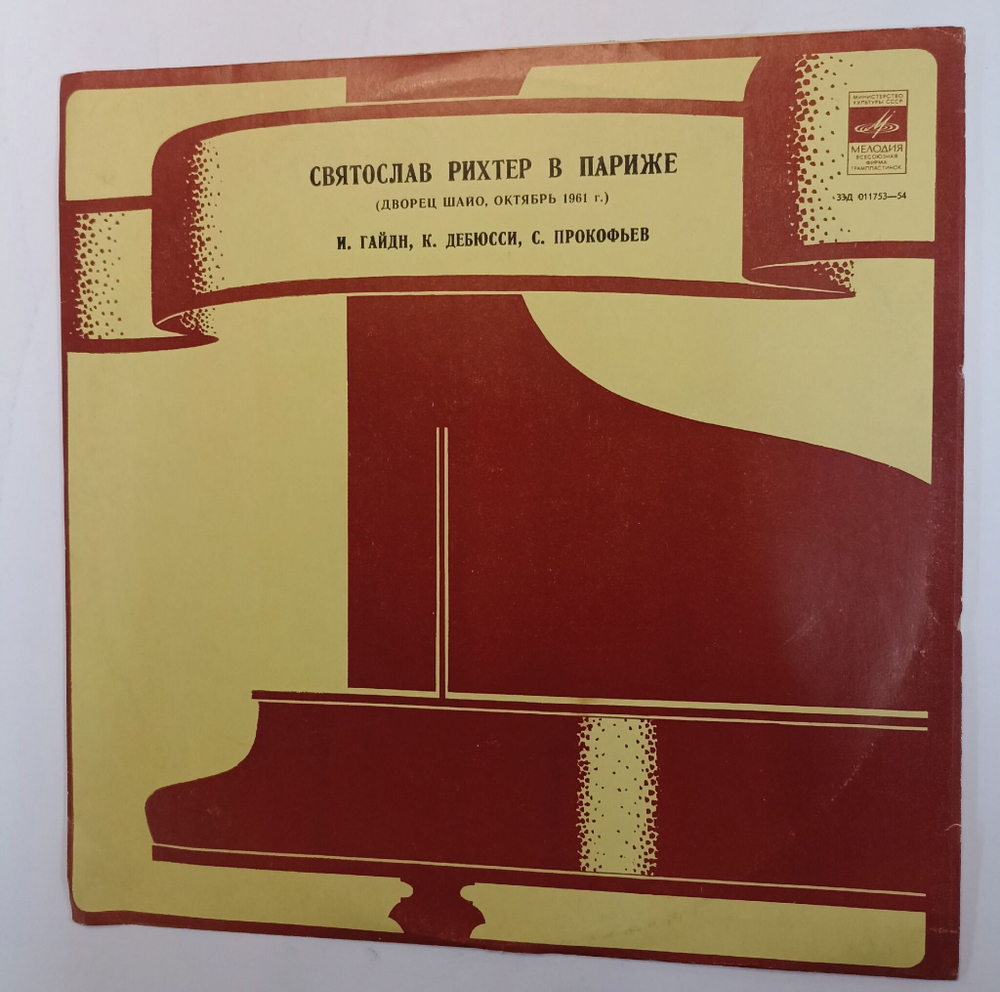 СВЯТОСЛАВ РИХТЕР В ПАРИЖЕ
(ДВОРЕЦ ШАЙО, ОКТЯБРЬ 1961 г.)
И. ГАЙДН, К. ДЕБЮССИ, С. ПРОКОФЬЕВ
МИНИСТЕРСТВО
КУЛЬТУРЫ СССР
МЕЛОДИЯ
ВСЕСОЮЗНАЯ
ФИРМА
ГРАМПЛАСТИНОК
33Д 011753—54